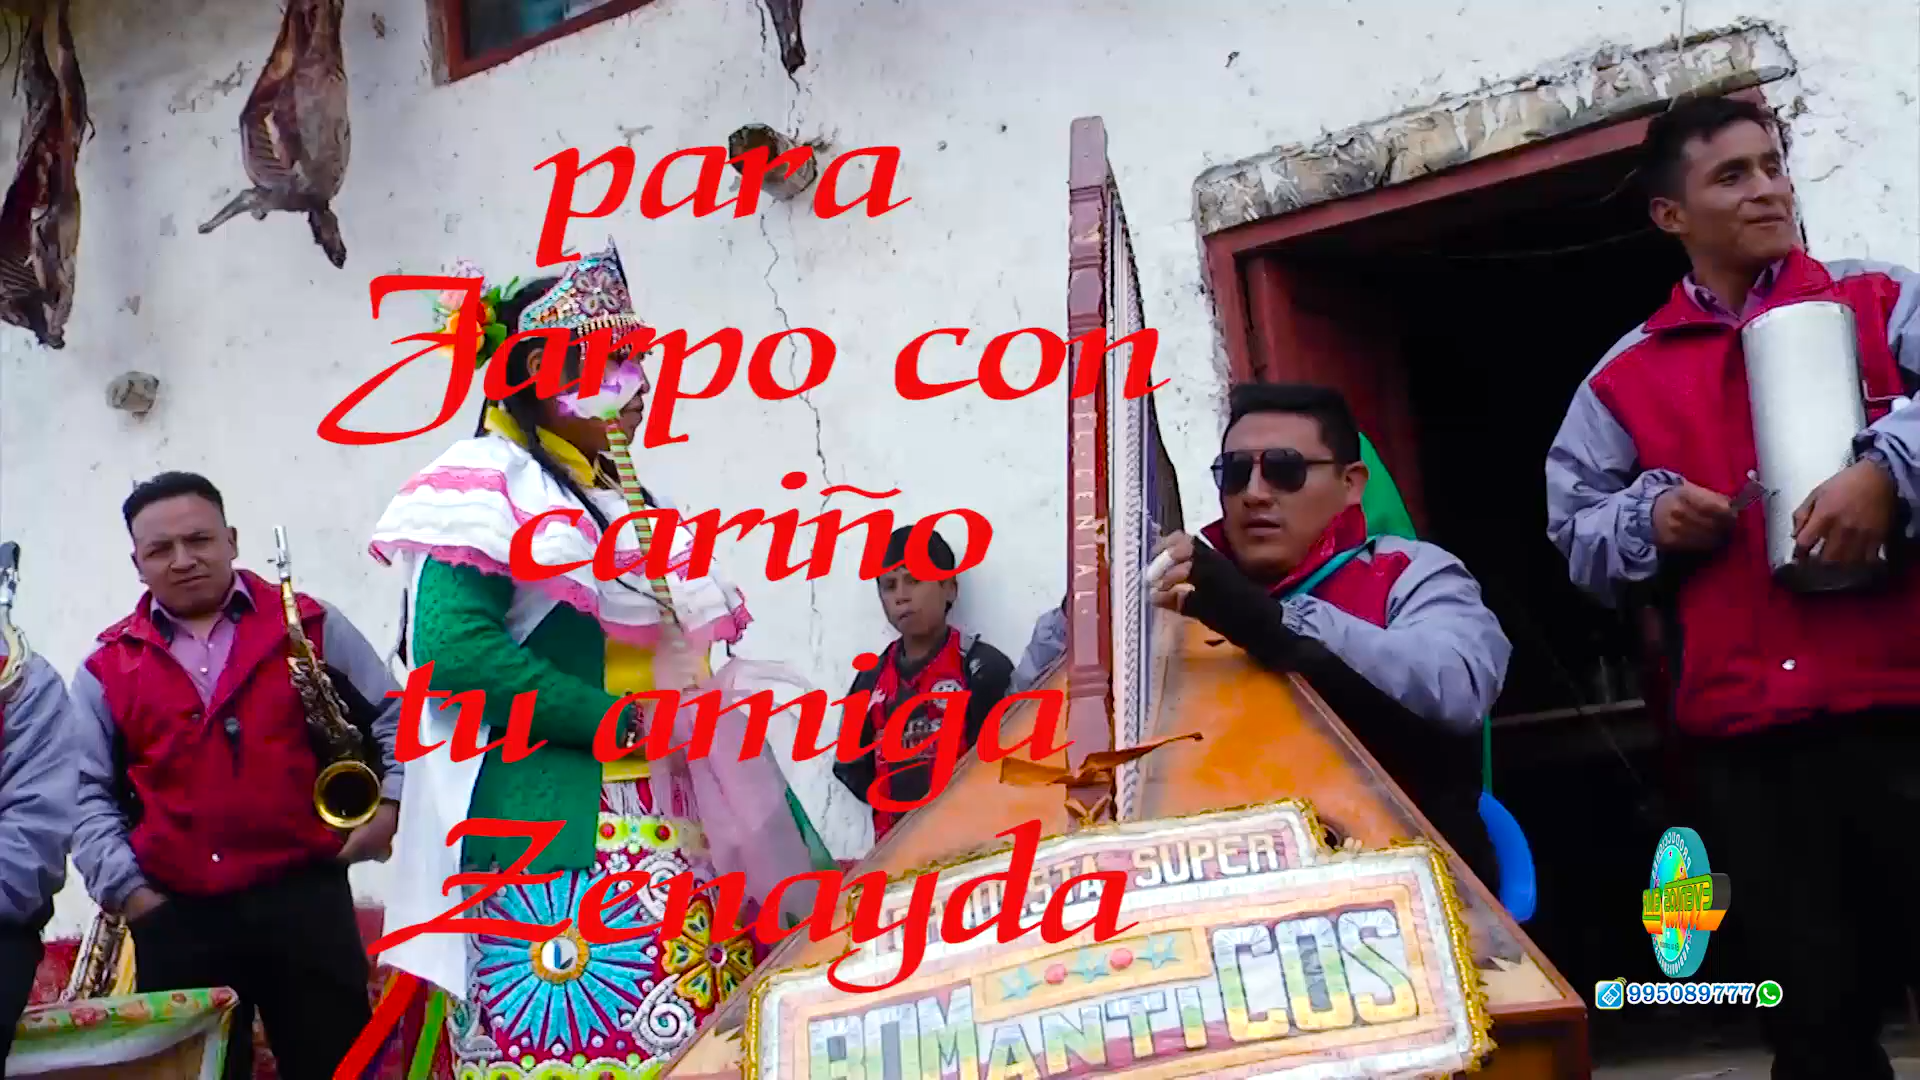 para
Jarpo con
cariño
tu amiga
Zenayda
SUPER
ROMANTICOS
995089777